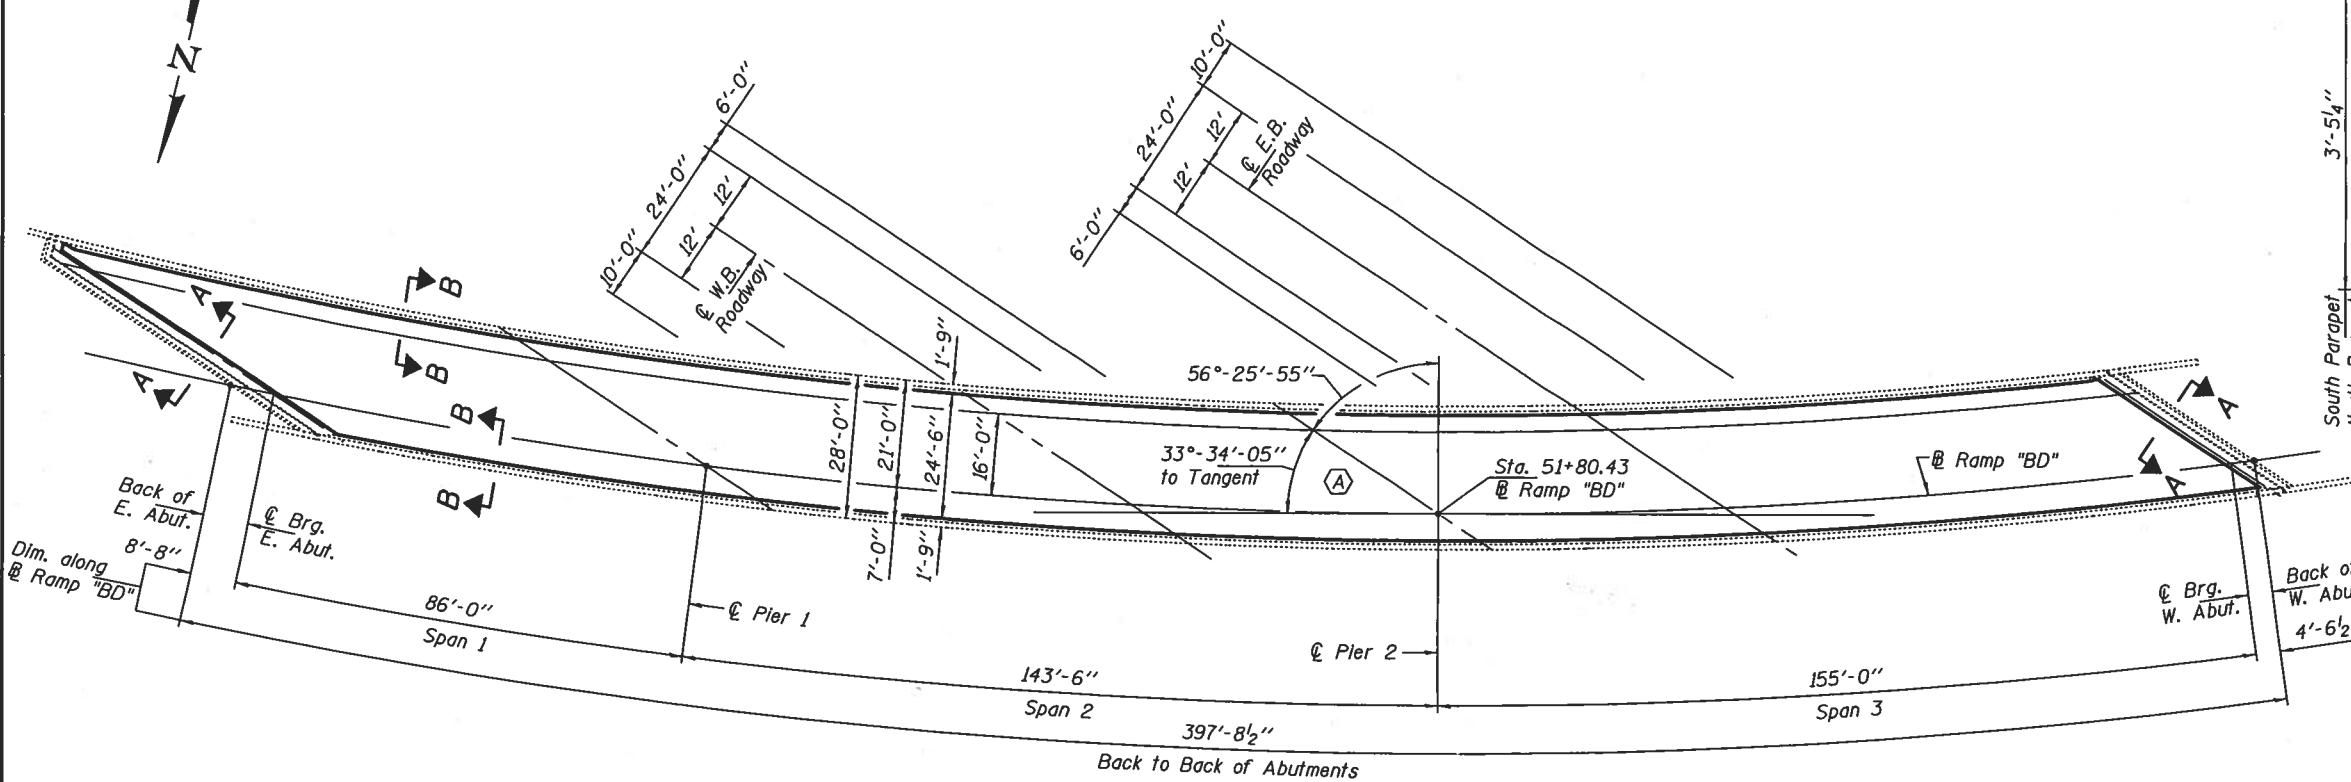 N
6'-0"
24'-0"
12'
12'
10'-0"
℄ W.B.
Roadway
10'-0"
24'-0"
12'
12'
6'-0"
℄ E.B.
Roadway
3'-5¼"
South Parapet
A
A
B
B
B
B
1'-9"
28'-0"
21'-0"
24'-6"
16'-0"
7'-0"
1'-9"
56°-25'-55"
33°-34'-05"
to Tangent
A
Sta. 51+80.43
℄ Ramp "BD"
℄ Ramp "BD"
A
A
Back of
E. Abut.
℄ Brg.
E. Abut.
8'-8"
Dim. along
℄ Ramp "BD"
86'-0"
Span 1
℄ Pier 1
143'-6"
Span 2
℄ Pier 2
155'-0"
Span 3
℄ Brg.
W. Abut.
Back
W.
4'-6½
397'-8½"
Back to Back of Abutments